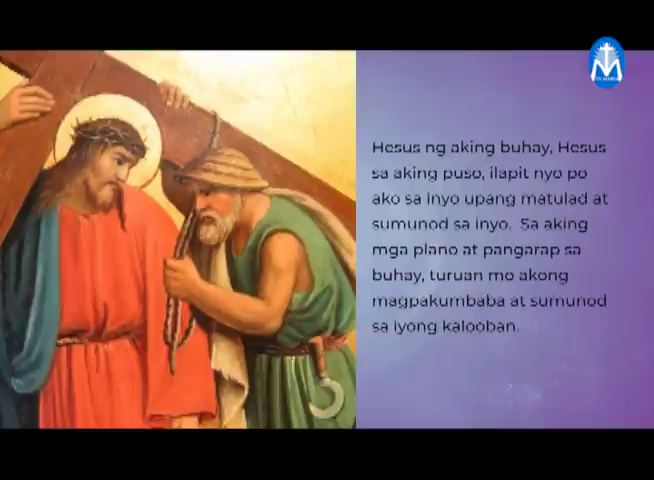 Hesus ng aking buhay, Hesus
sa aking puso, ilapit nyo po
ako sa inyo upang matulad at
sumunod sa inyo. Sa aking
mga plano at pangarap sa
buhay, turuan mo akong
magpakumbaba at sumunod
sa iyong kalooban.